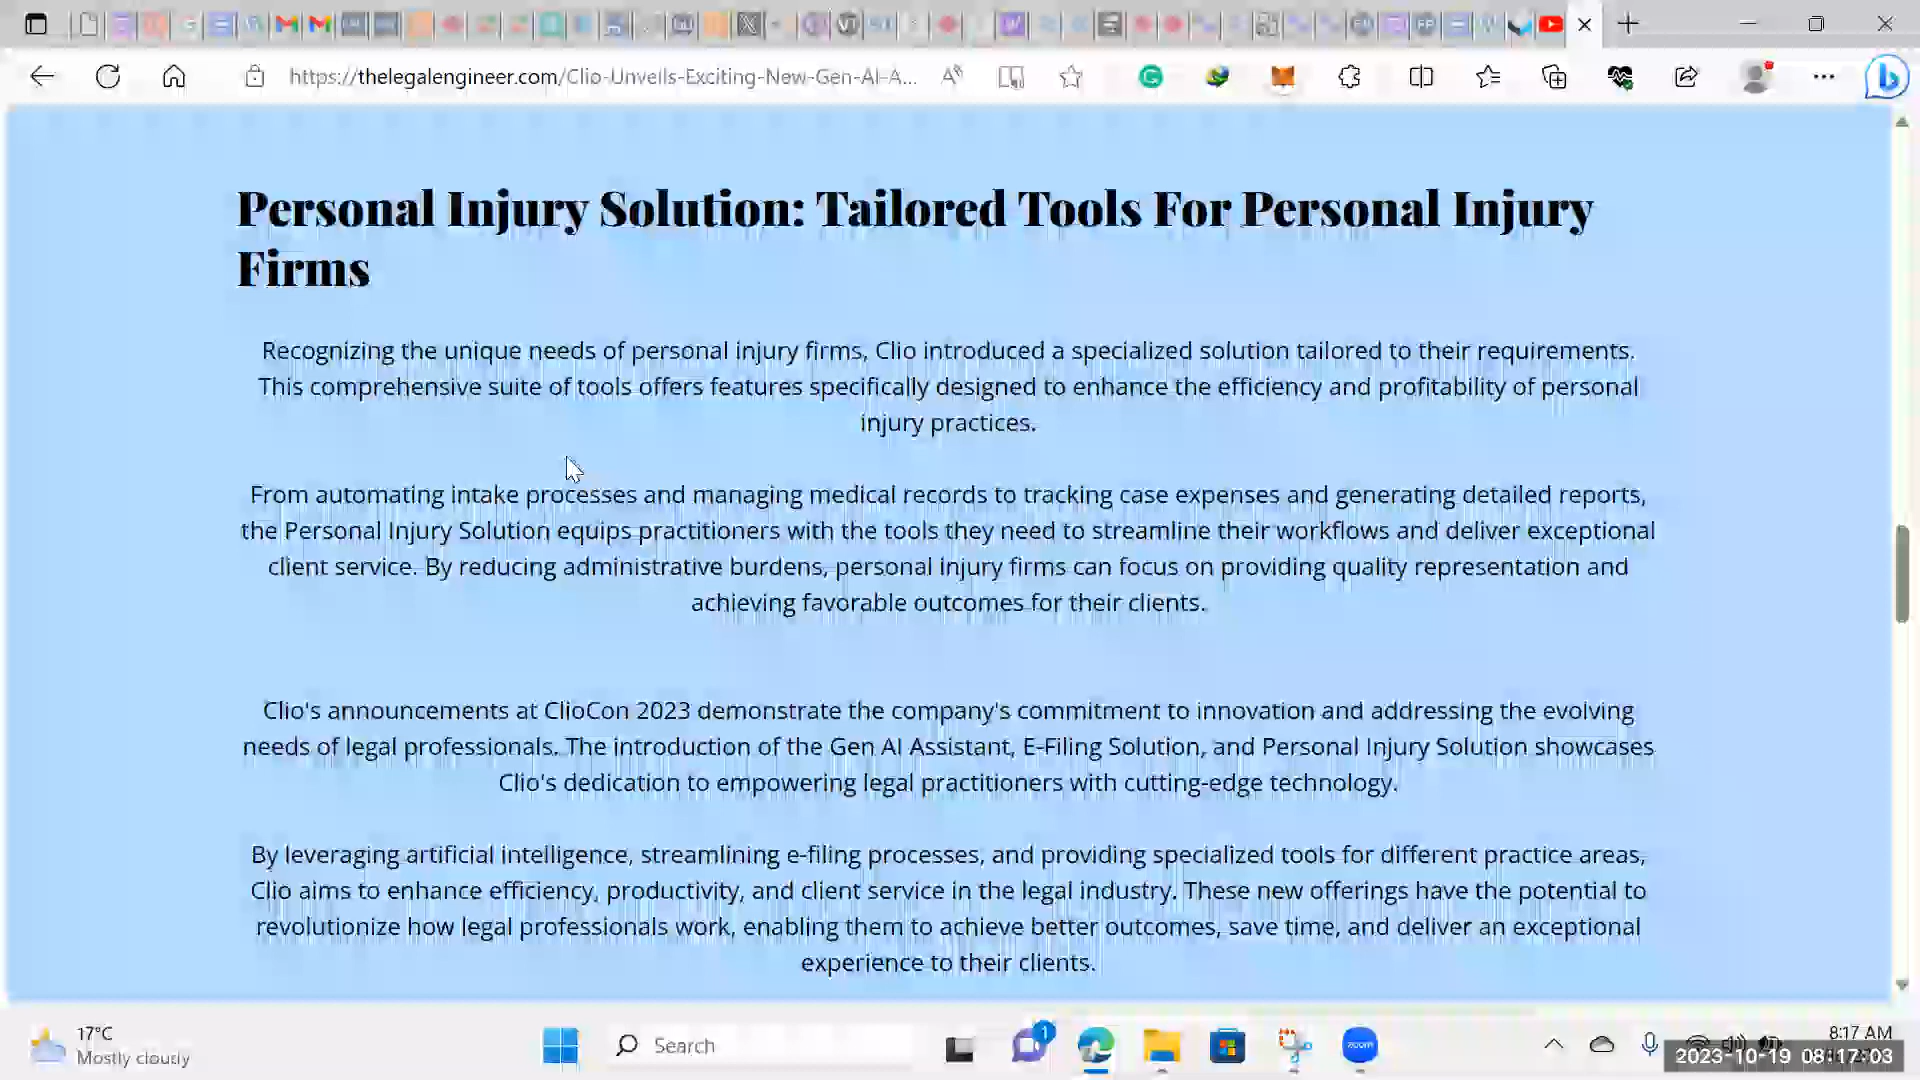 https://thelegalengineer.com/Clio-Unveils-Exciting-New-Gen-AI-A...
Personal Injury Solution: Tailored Tools For Personal Injury
Firms
Recognizing the unique needs of personal injury firms, Clio introduced a specialized solution tailored to their requirements.
This comprehensive suite of tools offers features specifically designed to enhance the efficiency and profitability of personal
injury practices.
From automating intake processes and managing medical records to tracking case expenses and generating detailed reports,
the Personal Injury Solution equips practitioners with the tools they need to streamline their workflows and deliver exceptional
client service. By reducing administrative burdens, personal injury firms can focus on providing quality representation and
achieving favorable outcomes for their clients.
Clio's announcements at ClioCon 2023 demonstrate the company's commitment to innovation and addressing the evolving
needs of legal professionals. The introduction of the Gen AI Assistant, E-Filing Solution, and Personal Injury Solution showcases
Clio's dedication to empowering legal practitioners with cutting-edge technology.
By leveraging artificial intelligence, streamlining e-filing processes, and providing specialized tools for different practice areas,
Clio aims to enhance efficiency, productivity, and client service in the legal industry. These new offerings have the potential to
revolutionize how legal professionals work, enabling them to achieve better outcomes, save time, and deliver an exceptional
experience to their clients.
17°C
Mostly cloudy
Search
1
zoom
8:17 AM
2023-10-19 08:17:03